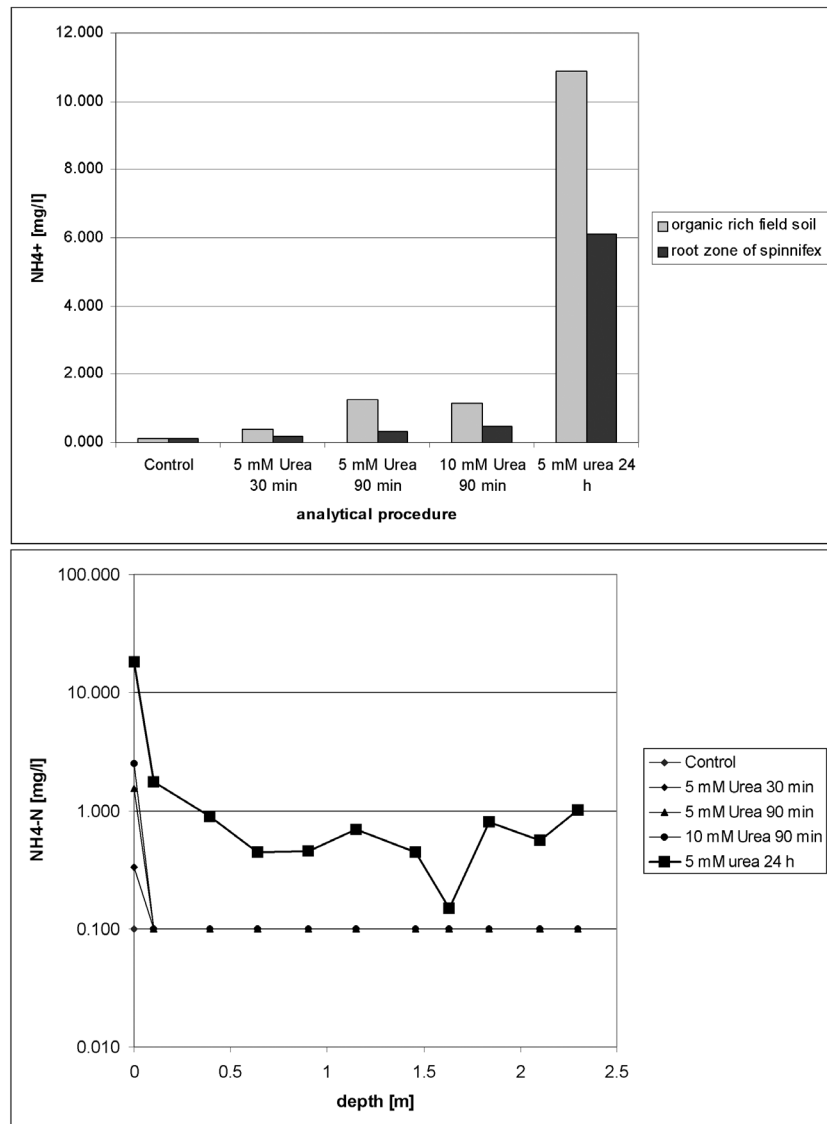 12.000
10.000
8.000
6.000
4.000
2.000
0.000
NH4+ [mg/l]
Control
5 mM Urea
30 min
5 mM Urea
90 min
10 mM Urea
90 min
5 mM urea 24
h
analytical procedure
organic rich field soil
root zone of spinnifex
100.000
10.000
1.000
0.100
0.010
NH4-N [mg/l]
0
0.5
1
1.5
2
2.5
depth [m]
Control
5 mM Urea 30 min
5 mM Urea 90 min
10 mM Urea 90 min
5 mM urea 24 h